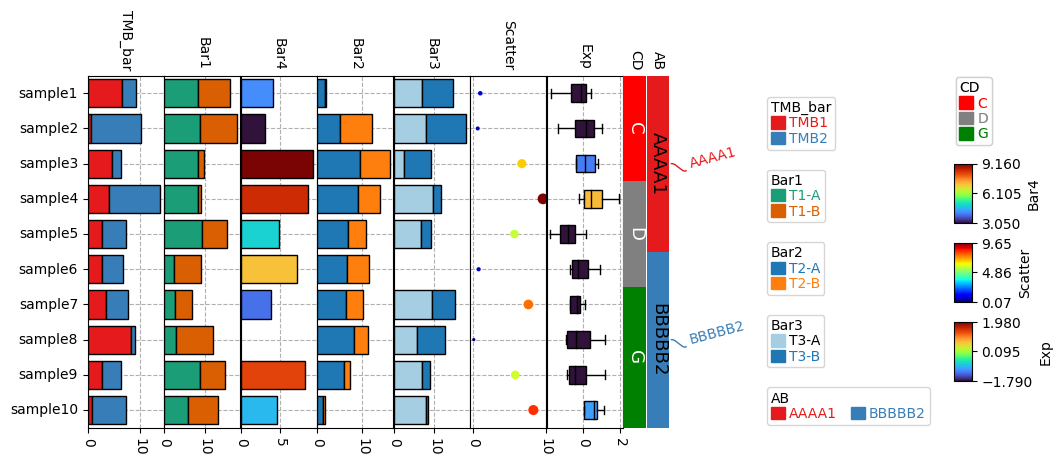 TMB_bar
Bar1
Bar4
Bar2
Bar3
Scatter
Exp
CD
AB
sample1
sample2
sample3
sample4
sample5
sample6
sample7
sample8
sample9
sample10
0 10
0 10
0 5
0 10
0 10
0 10
0 2
C
D
G
AAAA1
BBBBB2
AAAA1
BBBBB2
TMB_bar
TMB1
TMB2
Bar1
T1-A
T1-B
Bar2
T2-A
T2-B
Bar3
T3-A
T3-B
AB
AAAA1 BBBBB2
CD
C
D
G
9.160
6.105
3.050
Bar4
9.65
4.86
0.07
Scatter
1.980
0.095
−1.790
Exp